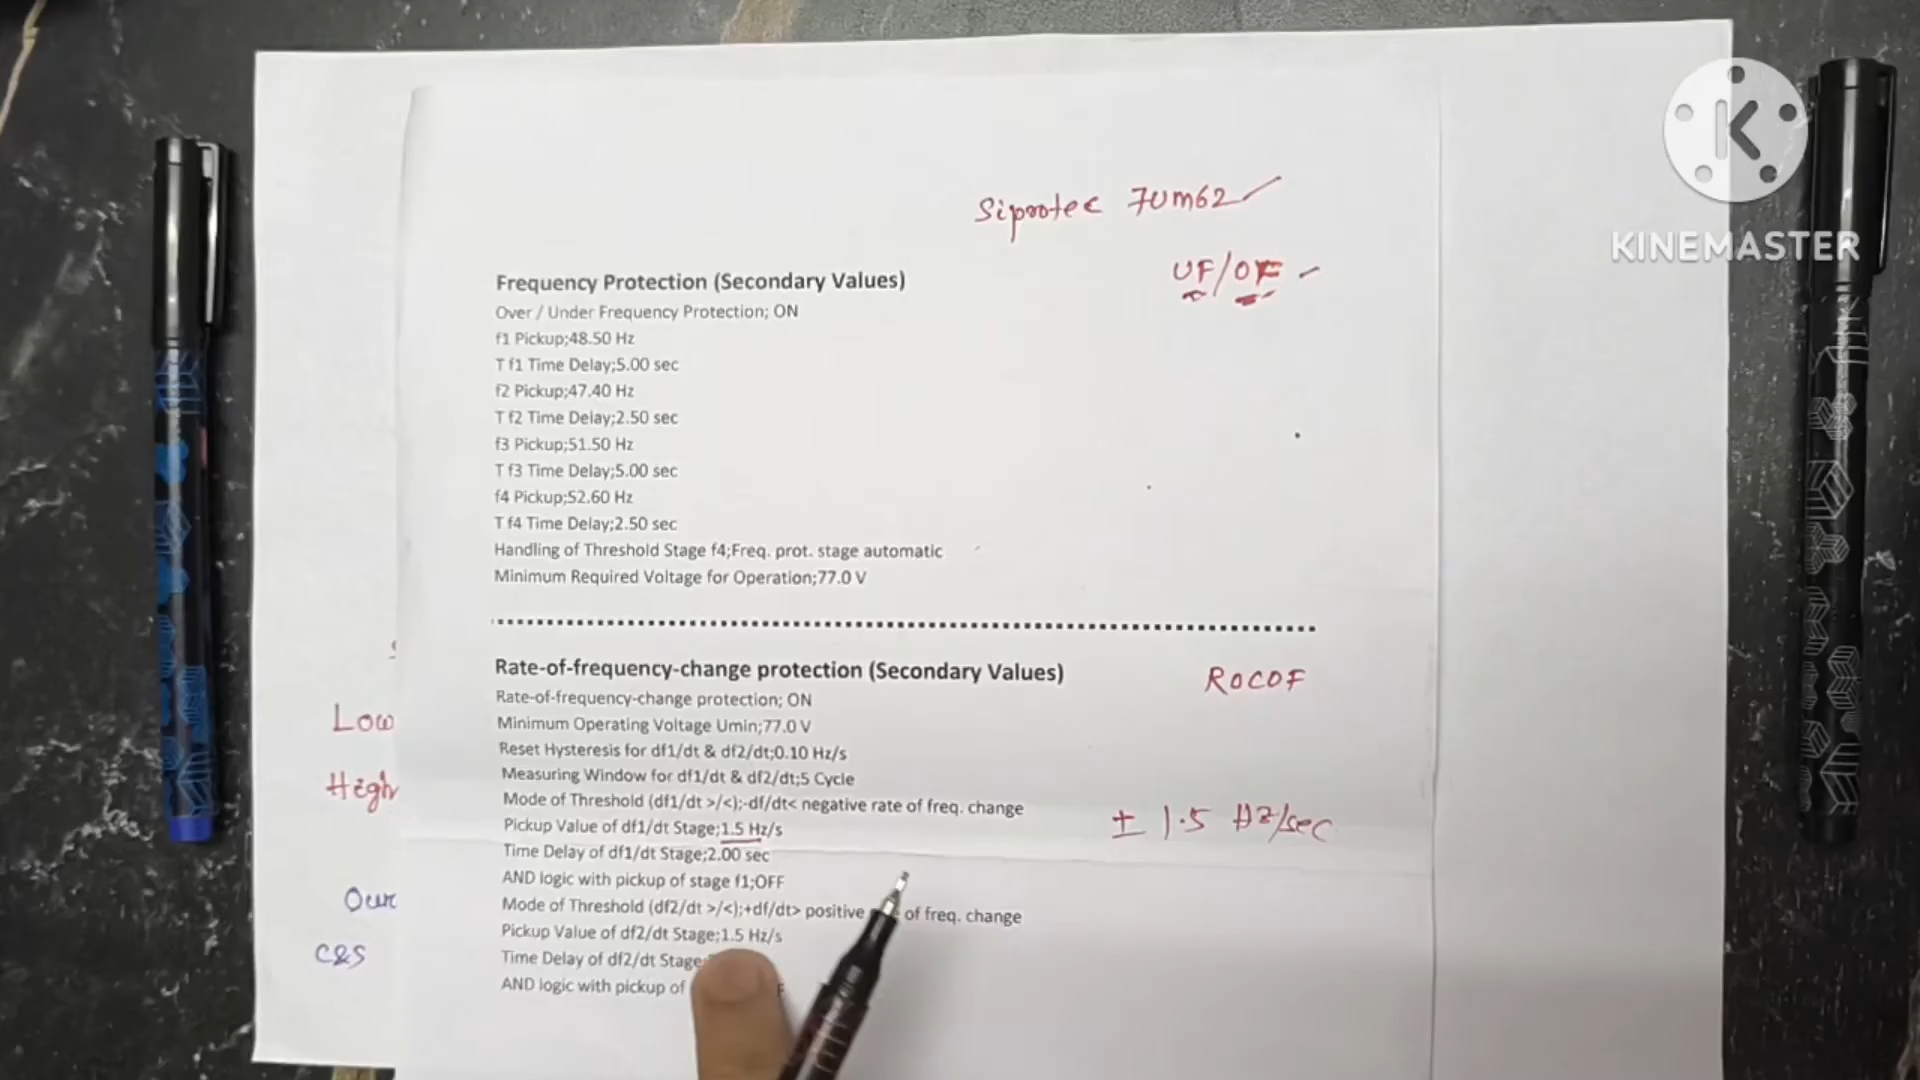 KINEMASTER
Siprotec 7UM62
UF/OF
Frequency Protection (Secondary Values)
Over / Under Frequency Protection; ON
f1 Pickup;48.50 Hz
T f1 Time Delay;5.00 sec
f2 Pickup;47.40 Hz
T f2 Time Delay;2.50 sec
f3 Pickup;51.50 Hz
T f3 Time Delay;5.00 sec
f4 Pickup;52.60 Hz
T f4 Time Delay;2.50 sec
Handling of Threshold Stage f4;Freq. prot. stage automatic
Minimum Required Voltage for Operation;77.0 V
Rate-of-frequency-change protection (Secondary Values)
ROCOF
Rate-of-frequency-change protection; ON
Minimum Operating Voltage Umin;77.0 V
Reset Hysteresis for df1/dt & df2/dt;0.10 Hz/s
Measuring Window for df1/dt & df2/dt;5 Cycle
Mode of Threshold (df1/dt >/<);-df/dt< negative rate of freq. change
Pickup Value of df1/dt Stage;1.5 Hz/s
± 1.5 Hz/sec
Time Delay of df1/dt Stage;2.00 sec
AND logic with pickup of stage f1;OFF
Mode of Threshold (df2/dt >/<);+df/dt> positive of freq. change
Pickup Value of df2/dt Stage;1.5 Hz/s
Time Delay of df2/dt Stage
AND logic with pickup of
Low
High
Our
C&S